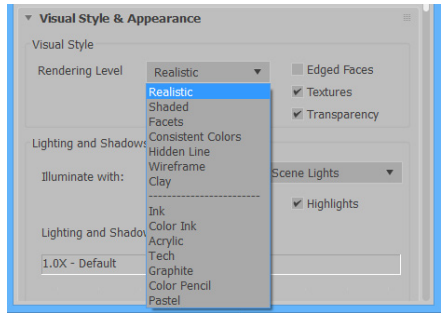 Visual Style & Appearance
Visual Style
Rendering Level Realistic Edged Faces
Realistic Textures
Shaded
Facets Transparency
Consistent Colors
Lighting and Shadows Hidden Line
Wireframe
Illuminate with: Clay Scene Lights
------------------------
Ink Highlights
Color Ink
Lighting and Shado Acrylic
Tech
1.0X - Default Graphite
Color Pencil
Pastel